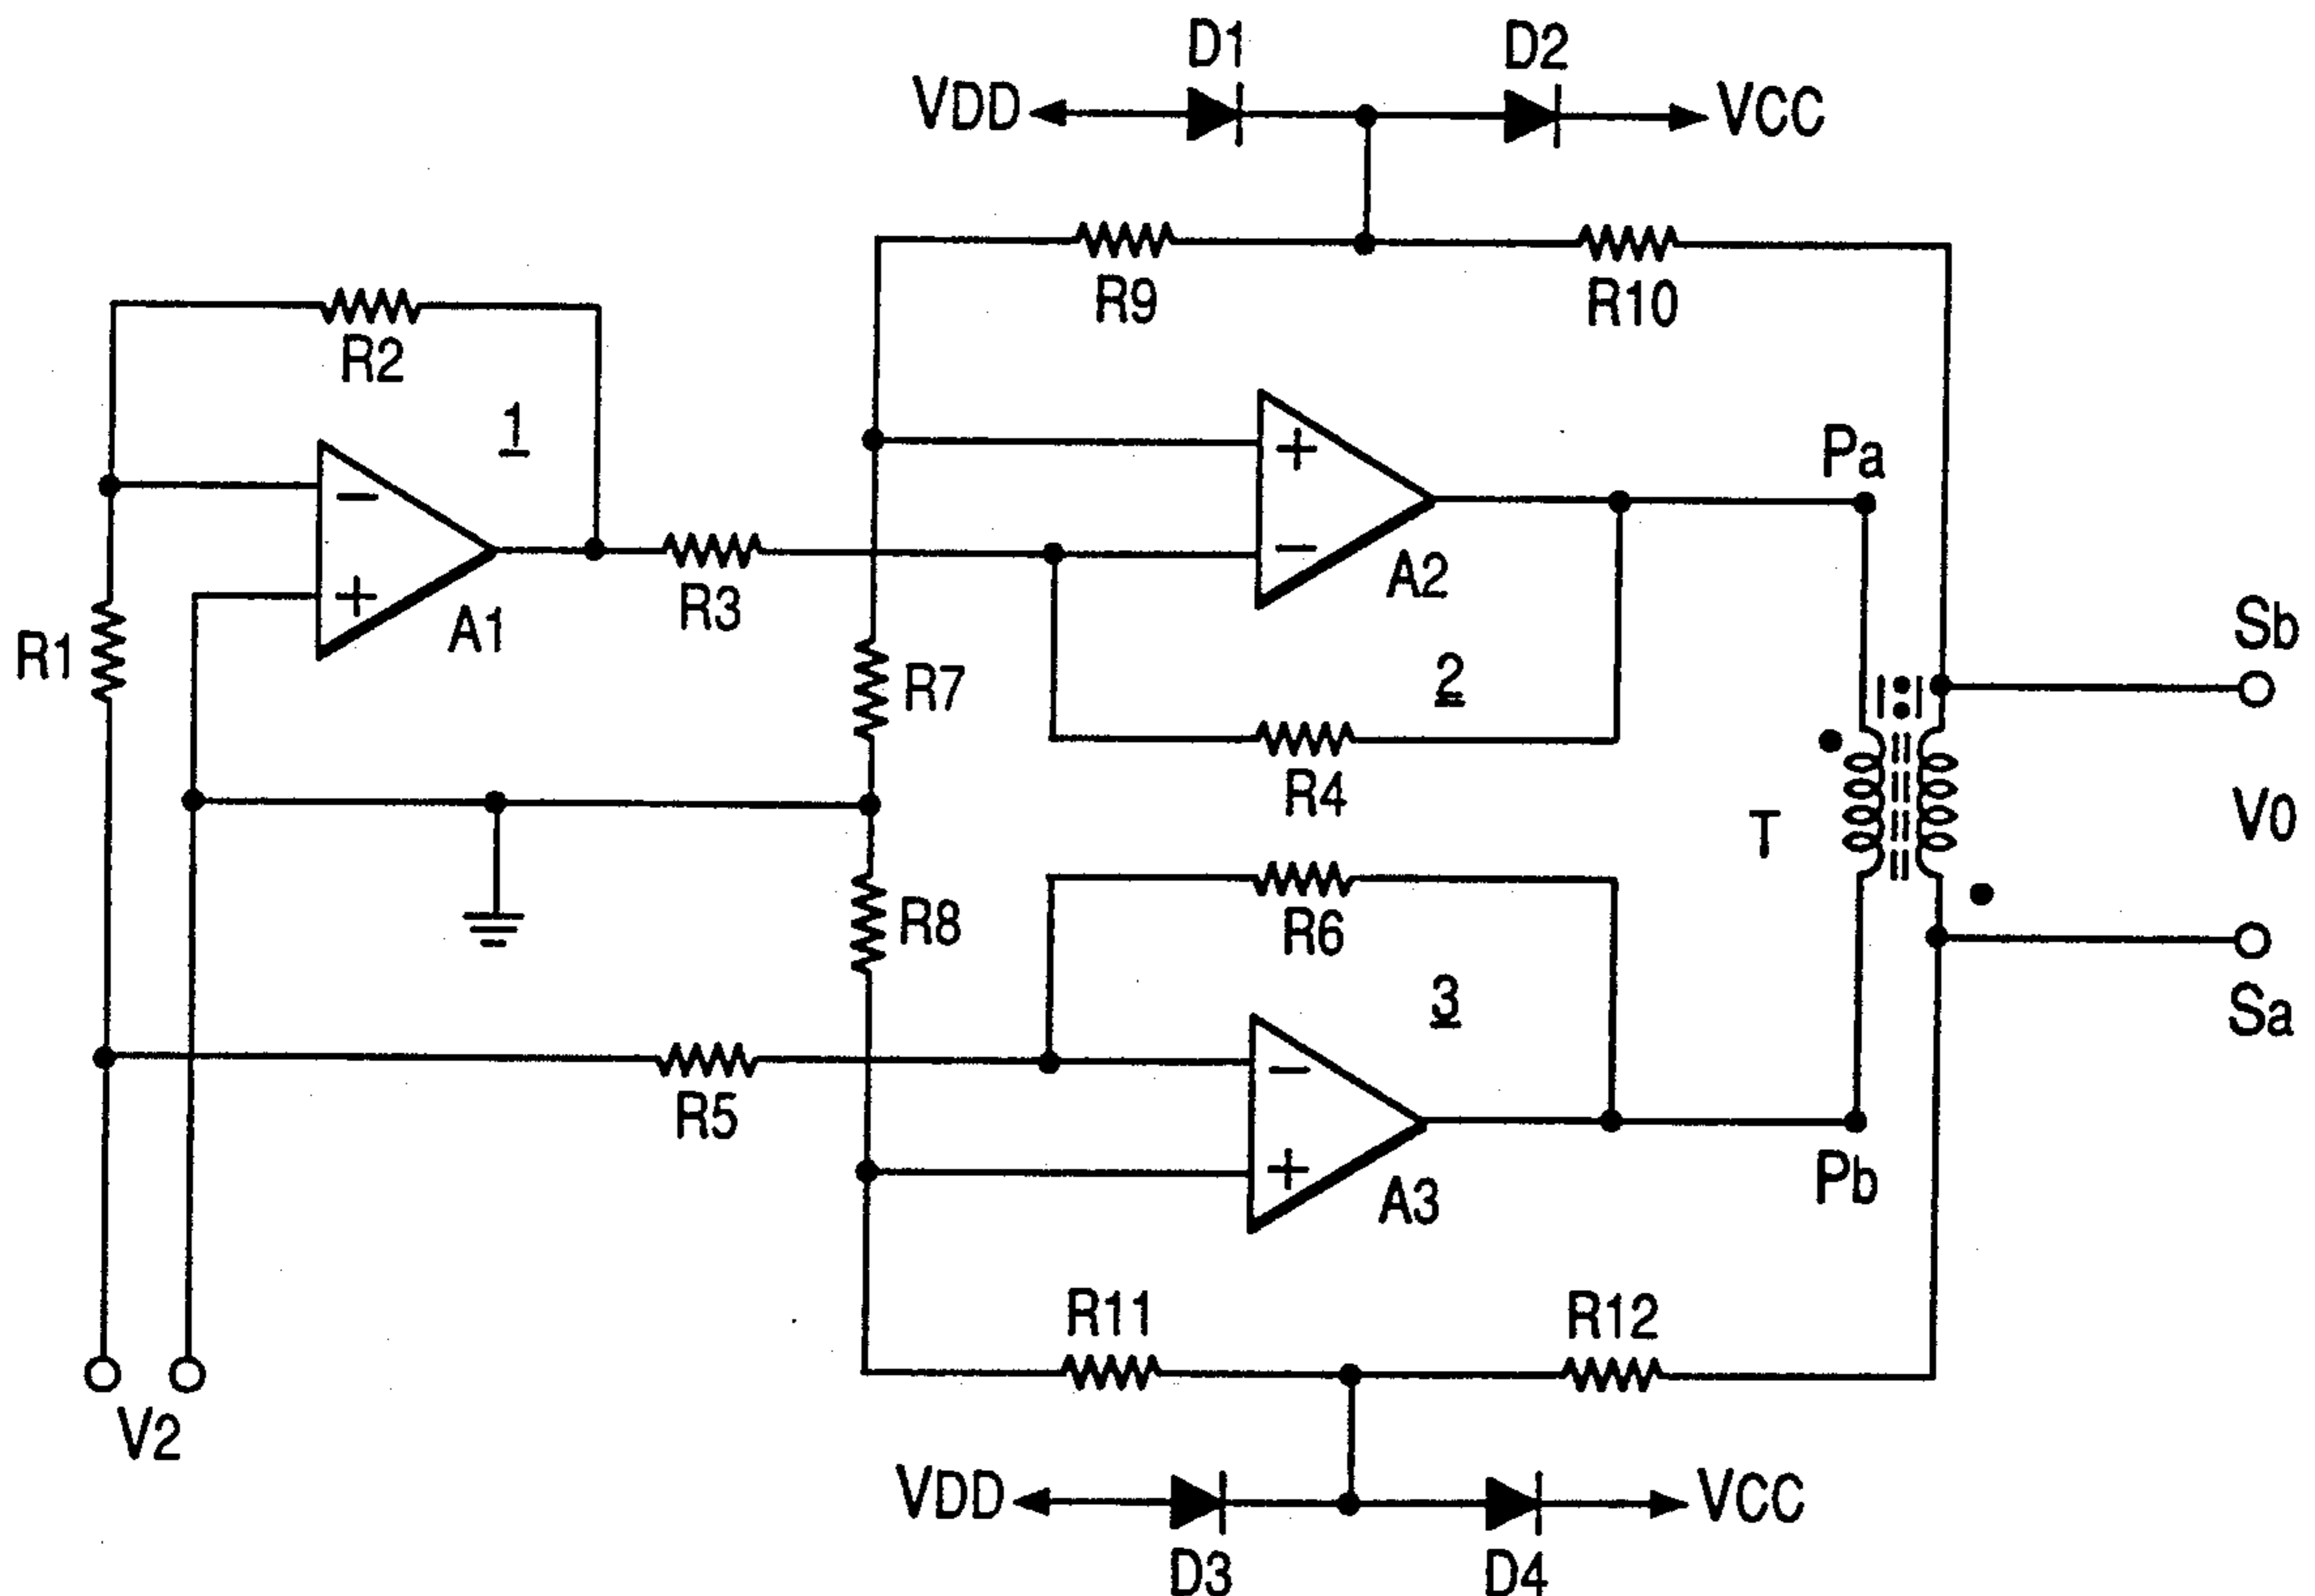 D1
D2
VDD
VCC
R9
R10
R2
1
+
Pa
−
−
A2
Sb
+
A1
R3
R1
2
R7
R4
T
V0
R8
R6
3
Sa
R5
−
+
A3
Pb
R11
R12
V2
VDD
VCC
D3
D4